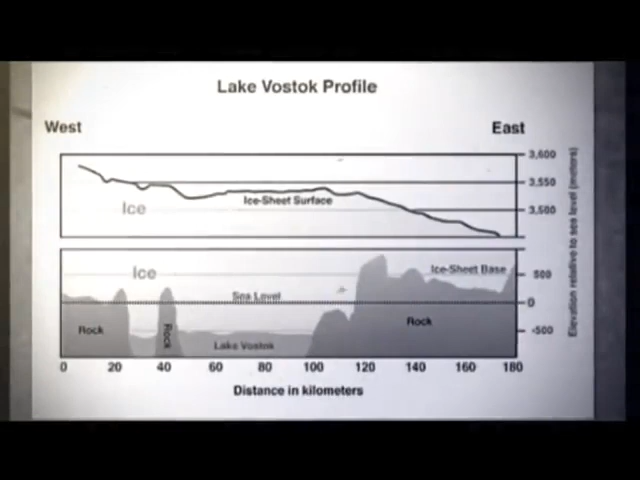 Lake Vostok Profile
West
East
3,600
3,550
3,500
Ice
Ice-Sheet Surface
Elevation relative to sea level (meters)
Ice
Ice-Sheet Base
500
Sea Level
0
Rock
Rock
Rock
-500
Lake Vostok
0 20 40 60 80 100 120 140 160 180
Distance in kilometers